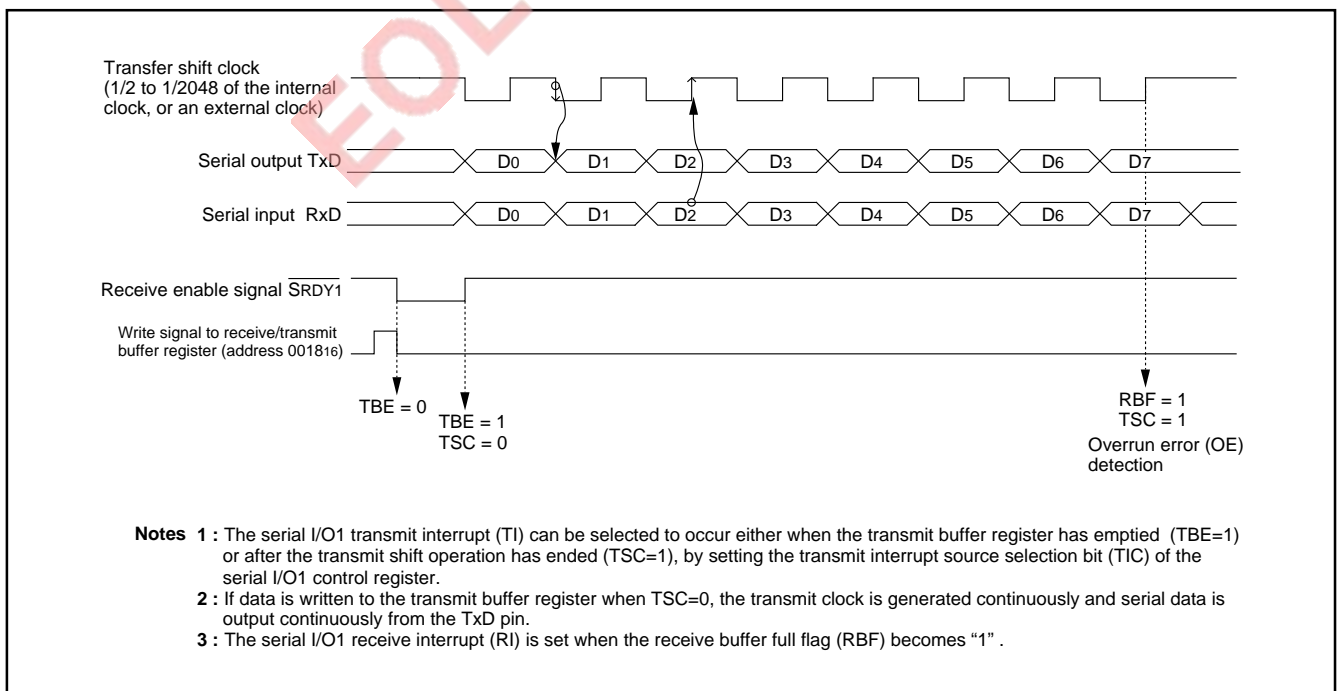 EOL
Transfer shift clock
(1/2 to 1/2048 of the internal
clock, or an external clock)
Serial output TxD D0 D1 D2 D3 D4 D5 D6 D7
Serial input RxD D0 D1 D2 D3 D4 D5 D6 D7
Receive enable signal SRDY1
Write signal to receive/transmit
buffer register (address 001816)
TBE = 0
TBE = 1
TSC = 0
RBF = 1
TSC = 1
Overrun error (OE)
detection
Notes 1 : The serial I/O1 transmit interrupt (TI) can be selected to occur either when the transmit buffer register has emptied (TBE=1)
or after the transmit shift operation has ended (TSC=1), by setting the transmit interrupt source selection bit (TIC) of the
serial I/O1 control register.
2 : If data is written to the transmit buffer register when TSC=0, the transmit clock is generated continuously and serial data is
output continuously from the TxD pin.
3 : The serial I/O1 receive interrupt (RI) is set when the receive buffer full flag (RBF) becomes “1” .